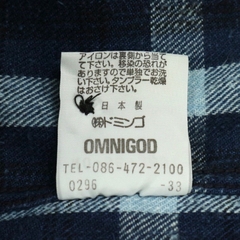 アイロンは裏側から当て
て下さい。移染の恐れが
ありますので単独でお洗
い下さい。タンブラー乾燥
はおさけ下さい。
日本製
㈱ドミンゴ
OMNIGOD
TEL-086-472-2100
0296 -33